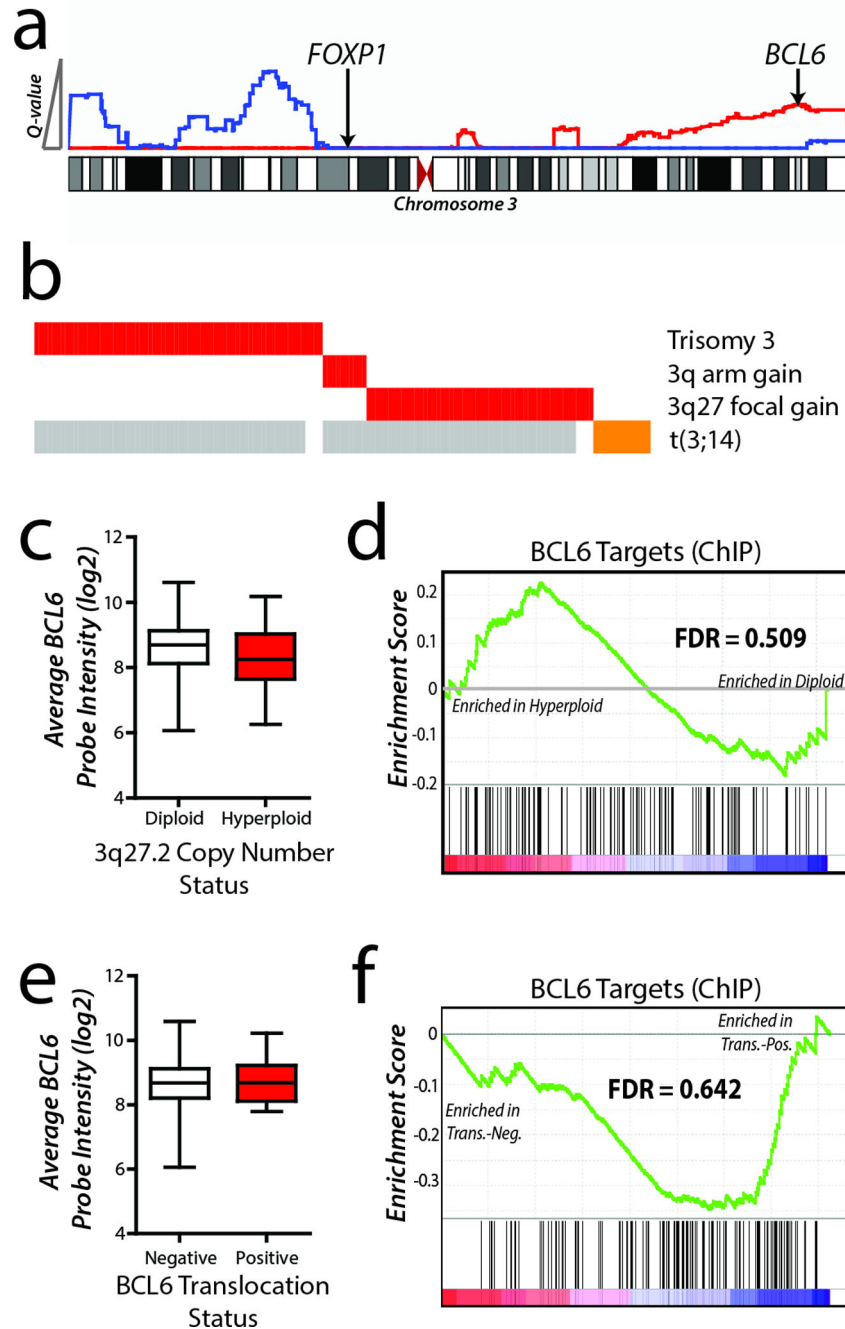 a
FOXP1
BCL6
Q-value
Chromosome 3
b
Trisomy 3
3q arm gain
3q27 focal gain
t(3;14)
c
Average BCL6
Probe Intensity (log2)
12
10
8
6
4
Diploid
Hyperploid
3q27.2 Copy Number
Status
d
BCL6 Targets (ChIP)
Enrichment Score
0.2
0.1
0
-0.1
-0.2
FDR = 0.509
Enriched in Diploid
Enriched in Hyperploid
e
Average BCL6
Probe Intensity (log2)
12
10
8
6
4
Negative
Positive
BCL6 Translocation
Status
f
BCL6 Targets (ChIP)
Enrichment Score
0
-0.1
-0.2
-0.3
Enriched in
Trans.-Pos.
Enriched in
Trans.-Neg.
FDR = 0.642